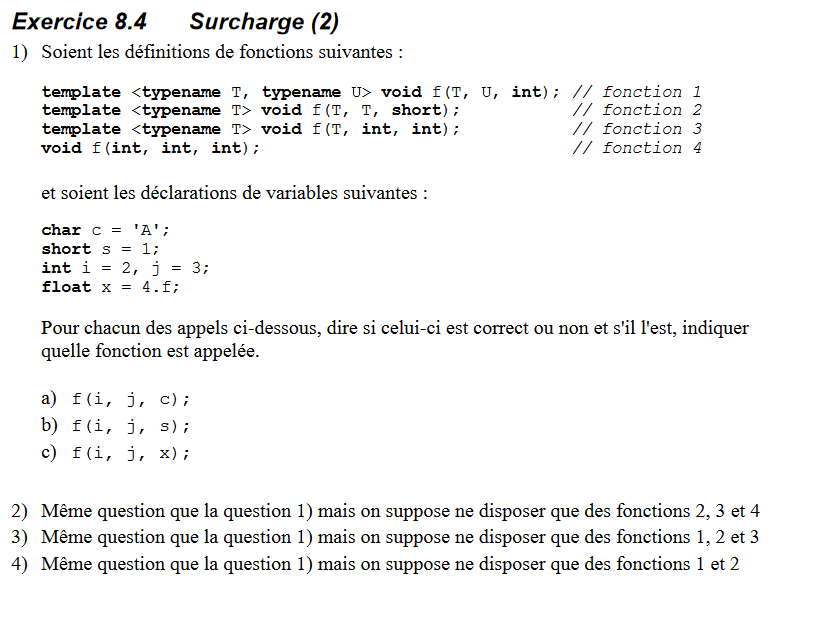 Exercice 8.4 Surcharge (2)
1) Soient les définitions de fonctions suivantes :
template <typename T, typename U> void f(T, U, int); // fonction 1
template <typename T> void f(T, T, short); // fonction 2
template <typename T> void f(T, int, int); // fonction 3
void f(int, int, int); // fonction 4
et soient les déclarations de variables suivantes :
char c = 'A';
short s = 1;
int i = 2, j = 3;
float x = 4.f;
Pour chacun des appels ci-dessous, dire si celui-ci est correct ou non et s'il l'est, indiquer
quelle fonction est appelée.
a) f(i, j, c);
b) f(i, j, s);
c) f(i, j, x);
2) Même question que la question 1) mais on suppose ne disposer que des fonctions 2, 3 et 4
3) Même question que la question 1) mais on suppose ne disposer que des fonctions 1, 2 et 3
4) Même question que la question 1) mais on suppose ne disposer que des fonctions 1 et 2